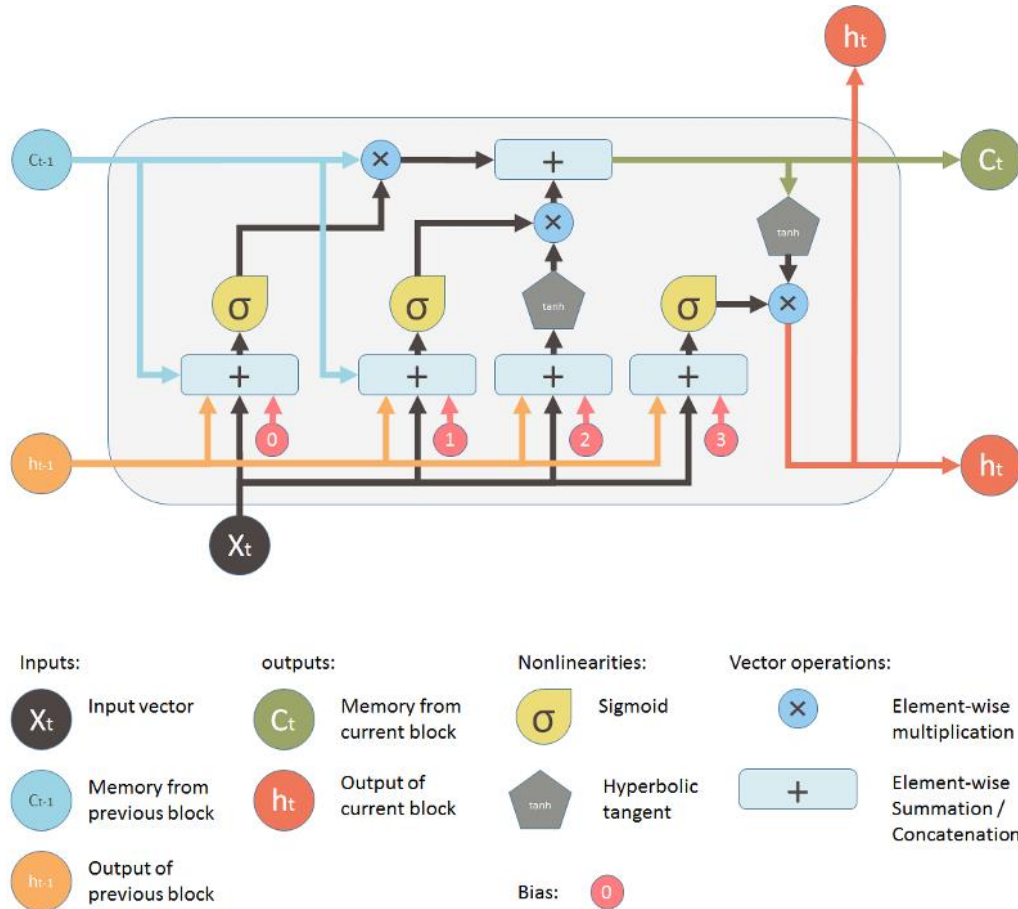 ht
Ct-1
×
+
Ct
tanh
×
σ
σ
tanh
σ
×
+
+
+
+
0
1
2
3
ht-1
ht
Xt
Inputs:
outputs:
Nonlinearities:
Vector operations:
Xt
Input vector
Ct
Memory from
current block
σ
Sigmoid
×
Element-wise
multiplication
Ct-1
Memory from
previous block
ht
Output of
current block
tanh
Hyperbolic
tangent
+
Element-wise
Summation /
Concatenation
ht-1
Output of
previous block
Bias:
0